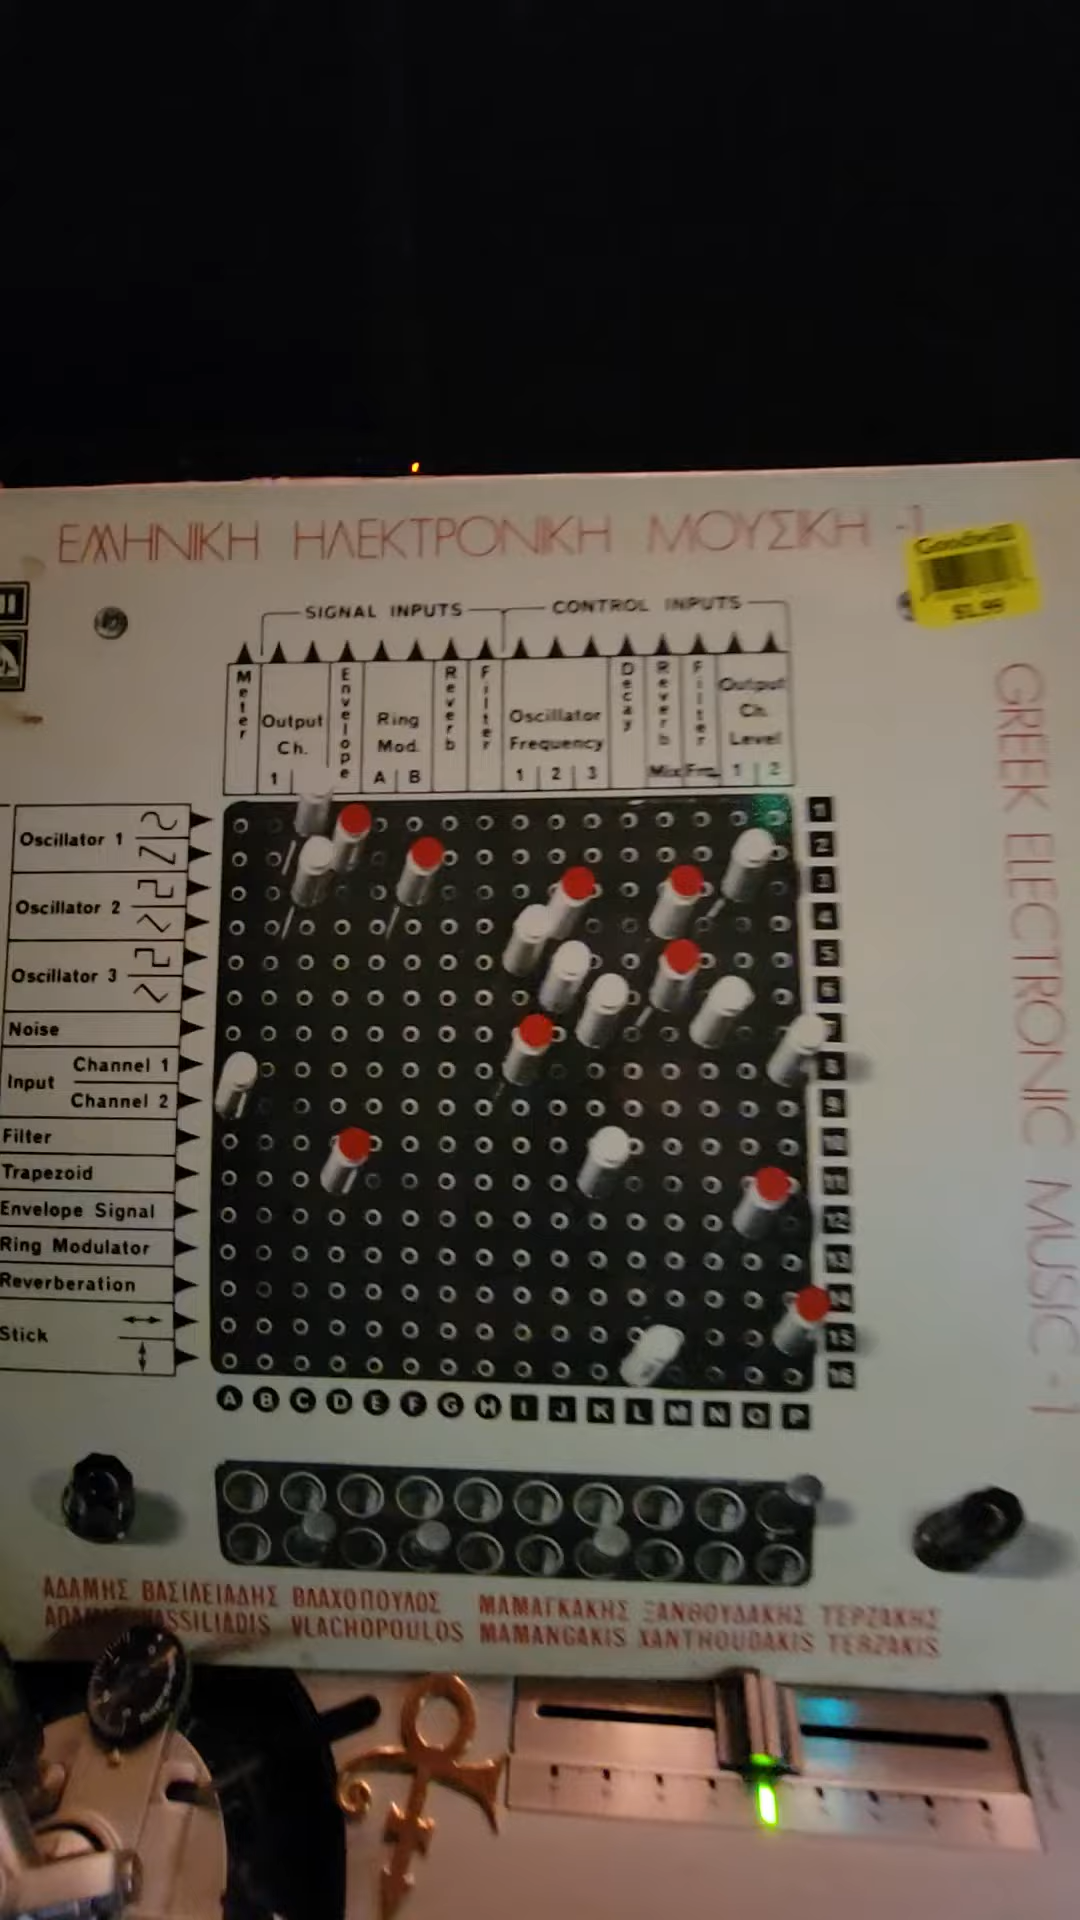 ΕΛΛΗΝΙΚΗ ΗΛΕΚΤΡΟΝΙΚΗ ΜΟΥΣΙΚΗ -1
Goodwill
$1.99
SIGNAL INPUTS
CONTROL INPUTS
Meter
Output Ch.
1
Envelope
Ring Mod.
A B
Reverb
Filter
Oscillator Frequency
1 2 3
Decay
Reverb Mix
Filter Frq.
Output Ch. Level
1 2
Oscillator 1
Oscillator 2
Oscillator 3
Noise
Input
Channel 1
Channel 2
Filter
Trapezoid
Envelope Signal
Ring Modulator
Reverberation
Stick
1
2
3
4
5
6
7
8
9
10
11
12
13
14
15
16
A B C D E F G H I J K L M N O P
GREEK ELECTRONIC MUSIC -1
ΑΔΑΜΗΣ ΒΑΣΙΛΕΙΑΔΗΣ ΒΛΑΧΟΠΟΥΛΟΣ ΜΑΜΑΓΚΑΚΗΣ ΞΑΝΘΟΥΔΑΚΗΣ ΤΕΡΖΑΚΗΣ
VASSILIADIS VLACHOPOULOS MAMANGAKIS XANTHOUDAKIS TERZAKIS